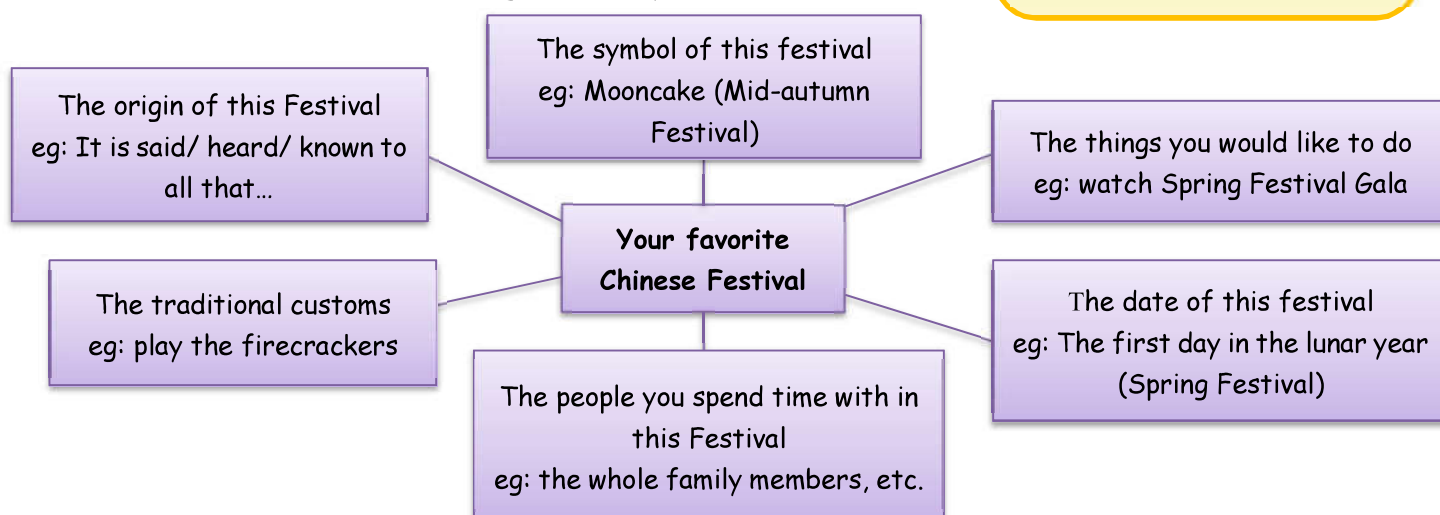 The symbol of this festival
eg: Mooncake (Mid-autumn
Festival)
The origin of this Festival
eg: It is said/ heard/ known to
all that…
The things you would like to do
eg: watch Spring Festival Gala
Your favorite
Chinese Festival
The traditional customs
eg: play the firecrackers
The date of this festival
eg: The first day in the lunar year
(Spring Festival)
The people you spend time with in
this Festival
eg: the whole family members, etc.